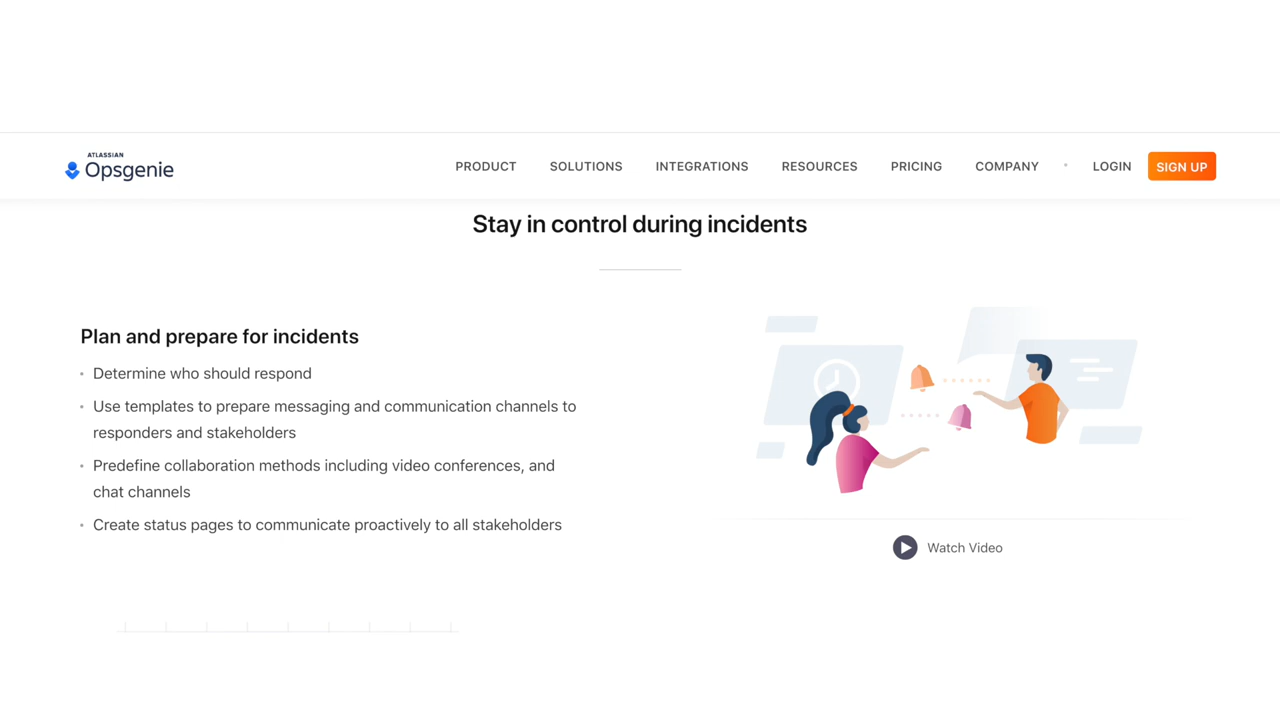 ATLASSIAN
Opsgenie
PRODUCT SOLUTIONS INTEGRATIONS RESOURCES PRICING COMPANY LOGIN SIGN UP
Stay in control during incidents
Plan and prepare for incidents
• Determine who should respond
• Use templates to prepare messaging and communication channels to
responders and stakeholders
• Predefine collaboration methods including video conferences, and
chat channels
• Create status pages to communicate proactively to all stakeholders
Watch Video